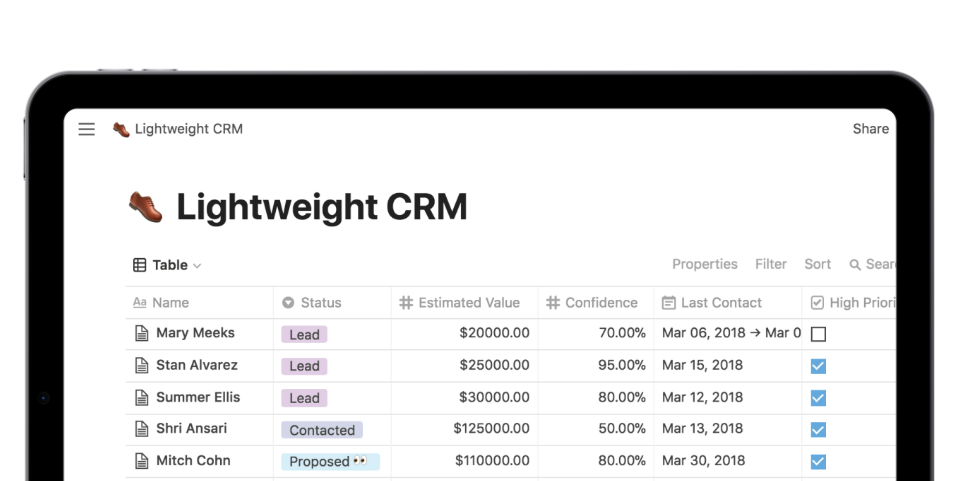 Lightweight CRM Share
Lightweight CRM
Table Properties Filter Sort Sear
Aa Name Status # Estimated Value # Confidence Last Contact High Priori
Mary Meeks Lead $20000.00 70.00% Mar 06, 2018 → Mar 0
Stan Alvarez Lead $25000.00 95.00% Mar 15, 2018
Summer Ellis Lead $30000.00 80.00% Mar 12, 2018
Shri Ansari Contacted $125000.00 50.00% Mar 13, 2018
Mitch Cohn Proposed 👀 $110000.00 80.00% Mar 30, 2018